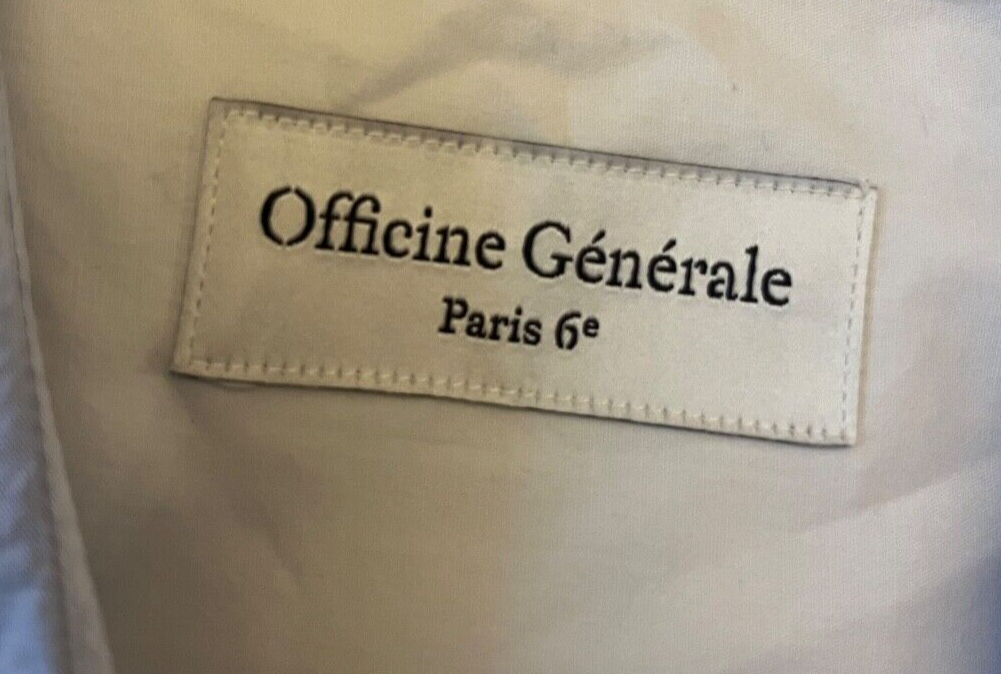 Officine Générale
Paris 6ᵉ